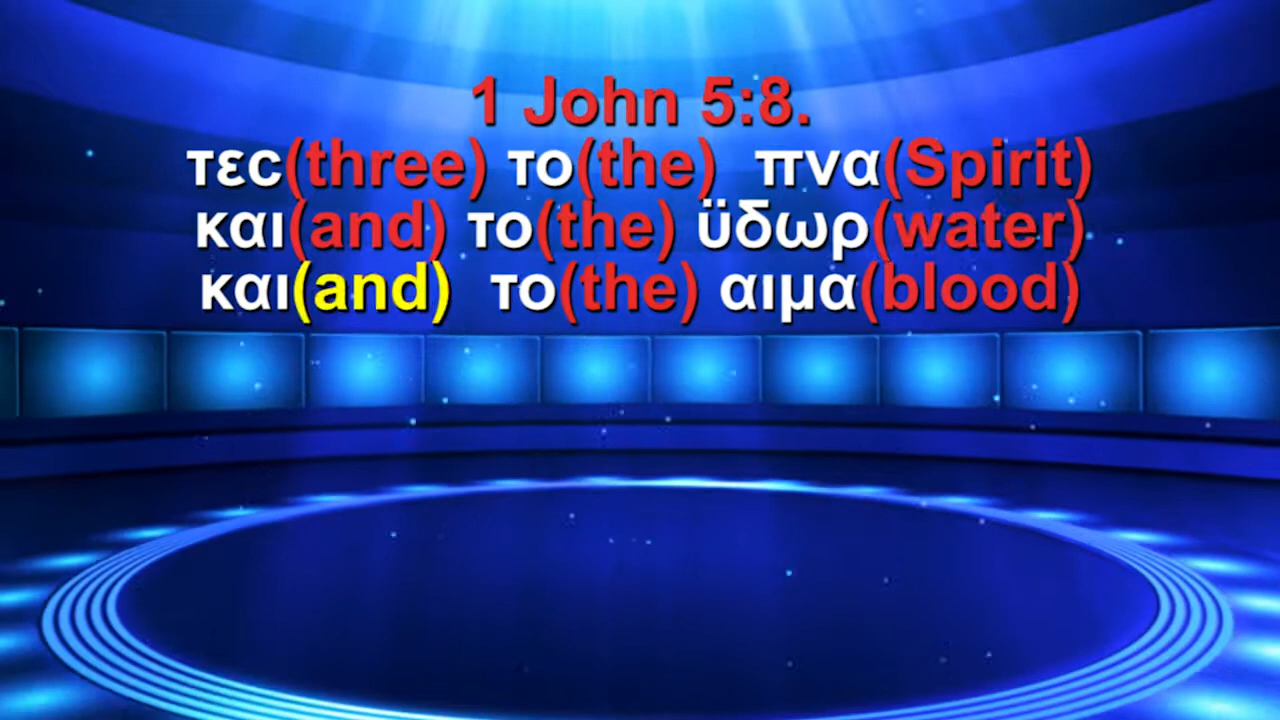 1 John 5:8.
τεc(three) το(the) πνα(Spirit)
και(and) το(the) ϋδωρ(water)
και(and) το(the) αιμα(blood)